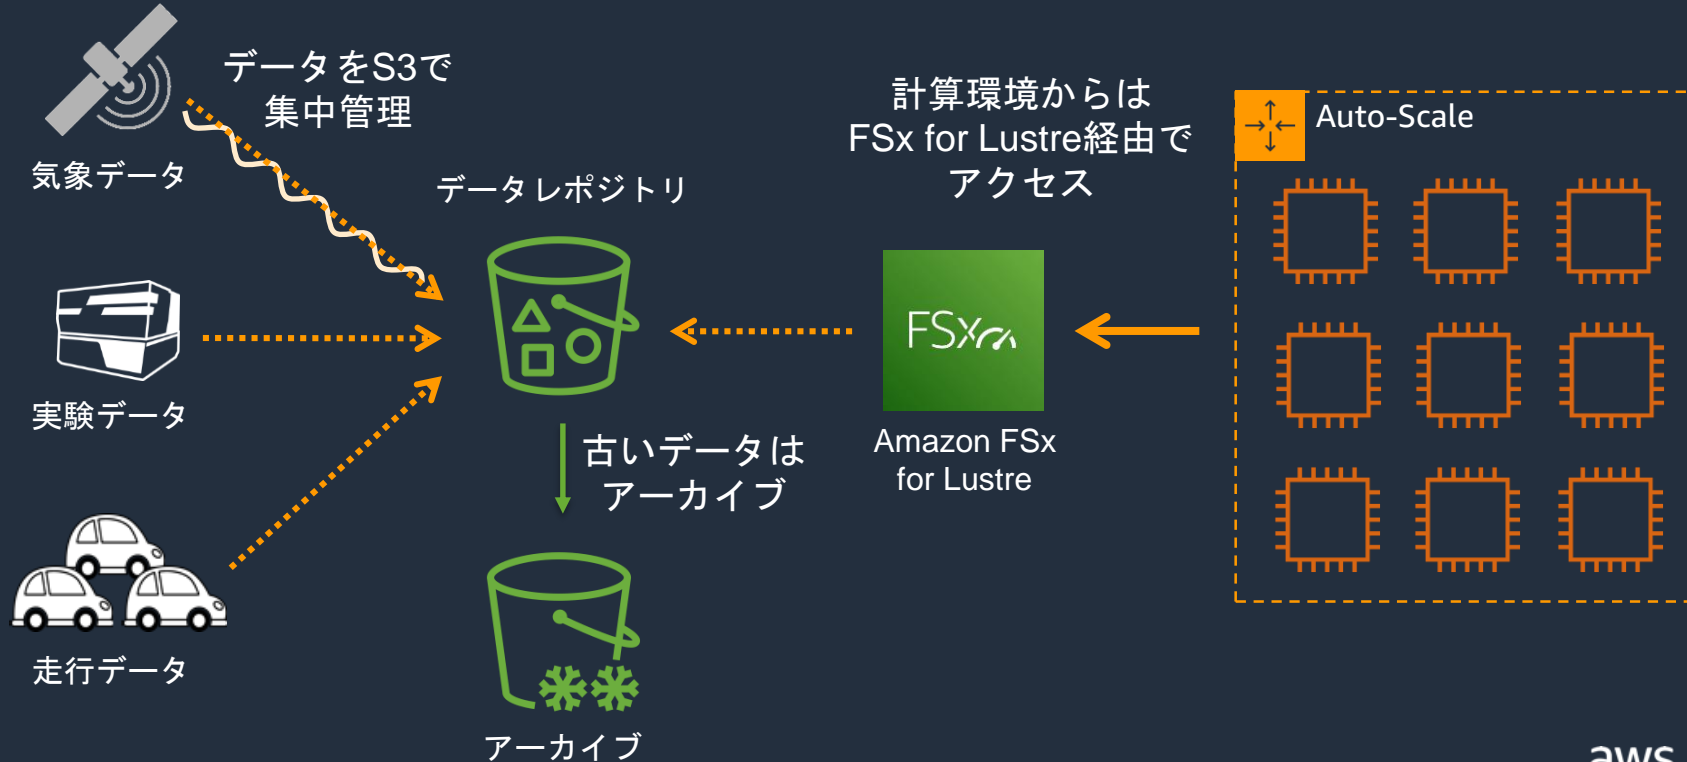 データをS3で
集中管理
気象データ
実験データ
走行データ
データレポジトリ
古いデータは
アーカイブ
アーカイブ
計算環境からは
FSx for Lustre経由で
アクセス
FSx
Amazon FSx
for Lustre
Auto-Scale
aws